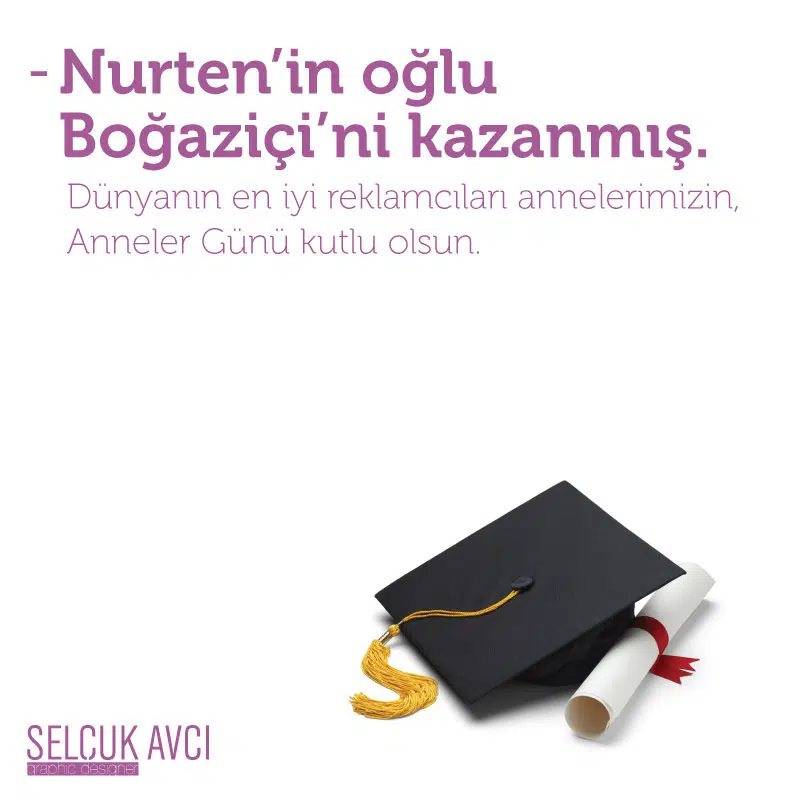 - Nurten’in oğlu
Boğaziçi’ni kazanmış.
Dünyanın en iyi reklamcıları annelerimizin,
Anneler Günü kutlu olsun.
SELÇUK AVCI
graphic designer